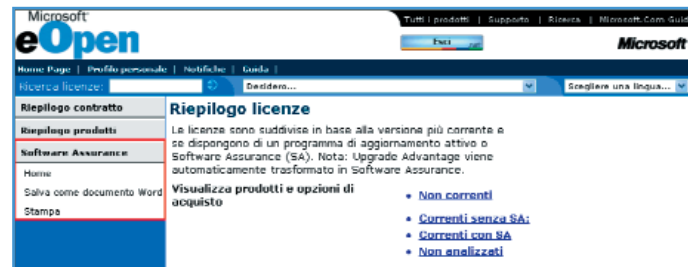 Microsoft
eOpen
Tutti i prodotti | Supporto | Ricerca | Microsoft.Com Guid
Esci
Microsoft
Home Page | Profilo personale | Notifiche | Guida |
Ricerca licenze:
Desidero...
Scegliere una lingua...
Riepilogo contratto
Riepilogo prodotti
Software Assurance
Home
Salva come documento Word
Stampa
Riepilogo licenze
Le licenze sono suddivise in base alla versione più corrente e
se dispongono di un programma di aggiornamento attivo o
Software Assurance (SA). Nota: Upgrade Advantage viene
automaticamente trasformato in Software Assurance.
Visualizza prodotti e opzioni di
acquisto
• Non correnti
• Correnti senza SA:
• Correnti con SA
• Non analizzati